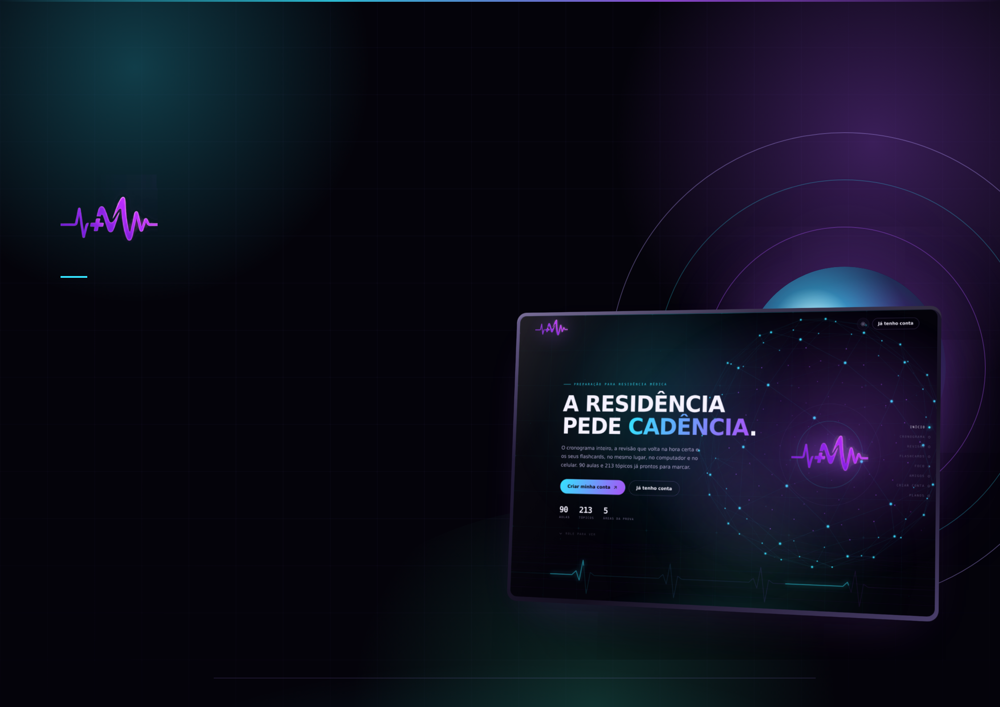 Já tenho conta
PREPARAÇÃO PARA RESIDÊNCIA MÉDICA
A RESIDÊNCIA
PEDE CADÊNCIA.
O cronograma inteiro, a revisão que volta na hora certa e
os seus flashcards, no mesmo lugar, no computador e no
celular. 90 aulas e 213 tópicos já prontos para marcar.
Criar minha conta
Já tenho conta
90
213
5
AULAS
TÓPICOS
ÁREAS DA PROVA
ROLE PARA VER
INÍCIO
CRONOGRAMA
REVISÃO
FLASHCARDS
FOCO
AMIGOS
CRIAR CONTA
PLANOS